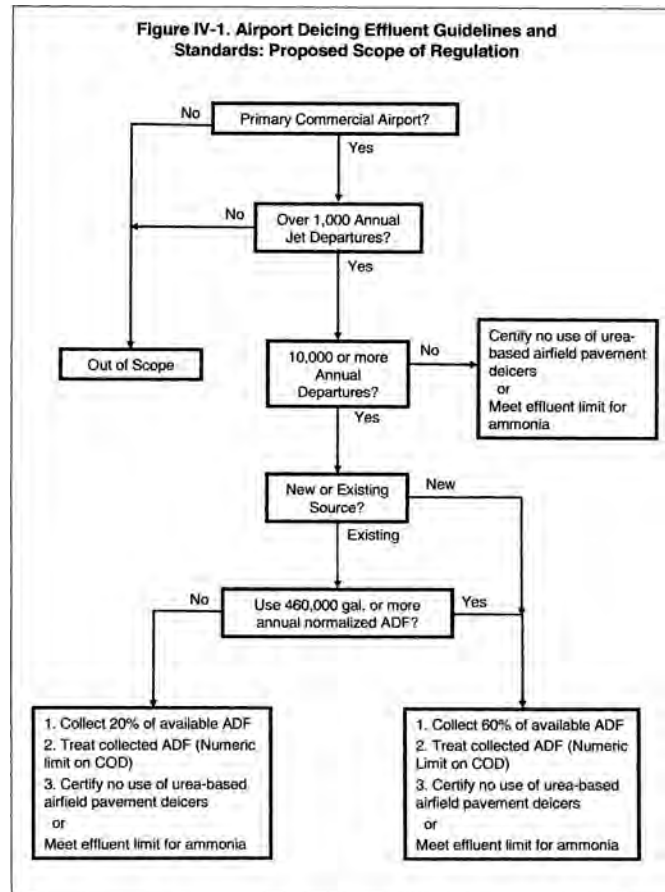 Figure IV-1. Airport Deicing Effluent Guidelines and
Standards: Proposed Scope of Regulation
No
Primary Commercial Airport?
Yes
No
Over 1,000 Annual
Jet Departures?
Yes
Out of Scope
10,000 or more
Annual
Departures?
No
Certify no use of urea-
based airfield pavement
deicers
or
Meet effluent limit for
ammonia
Yes
New or Existing
Source?
New
Existing
No
Use 460,000 gal. or more
annual normalized ADF?
Yes
1. Collect 20% of available ADF
2. Treat collected ADF (Numeric
limit on COD)
3. Certify no use of urea-based
airfield pavement deicers
or
Meet effluent limit for ammonia
1. Collect 60% of available ADF
2. Treat collected ADF (Numeric
Limit on COD)
3. Certify no use of urea-based
airfield pavement deicers
or
Meet effluent limit for ammonia